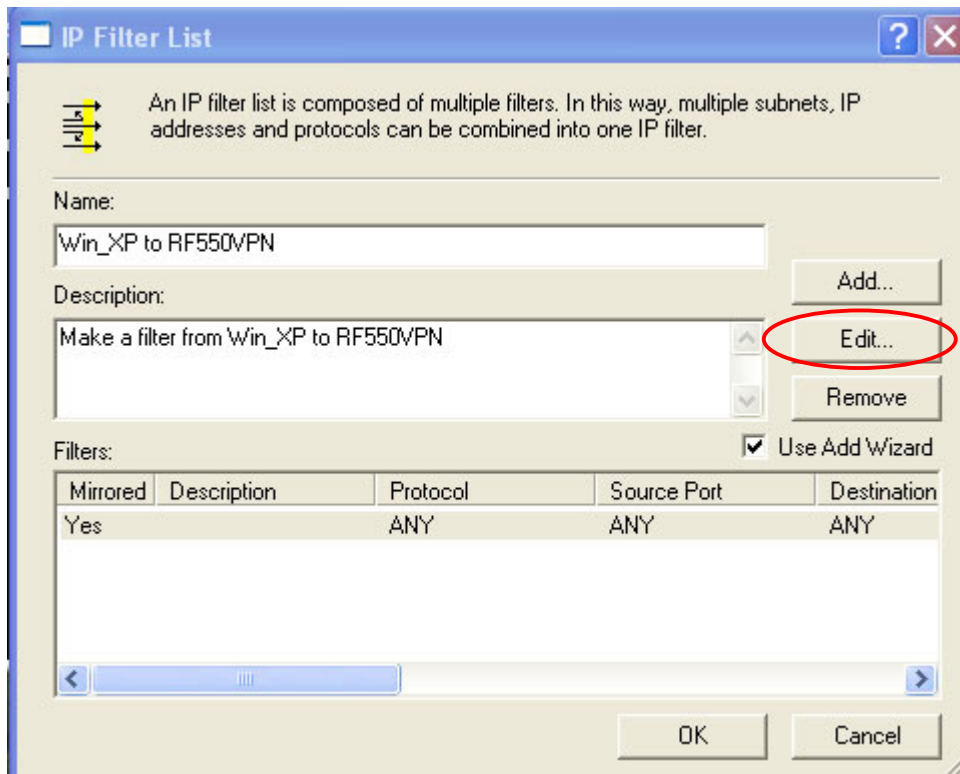 IP Filter List
An IP filter list is composed of multiple filters. In this way, multiple subnets, IP
addresses and protocols can be combined into one IP filter.
Name:
Win_XP to RF550VPN
Add...
Description:
Make a filter from Win_XP to RF550VPN
Edit...
Remove
Filters:
Use Add Wizard
Mirrored Description Protocol Source Port Destination
Yes ANY ANY ANY
OK Cancel